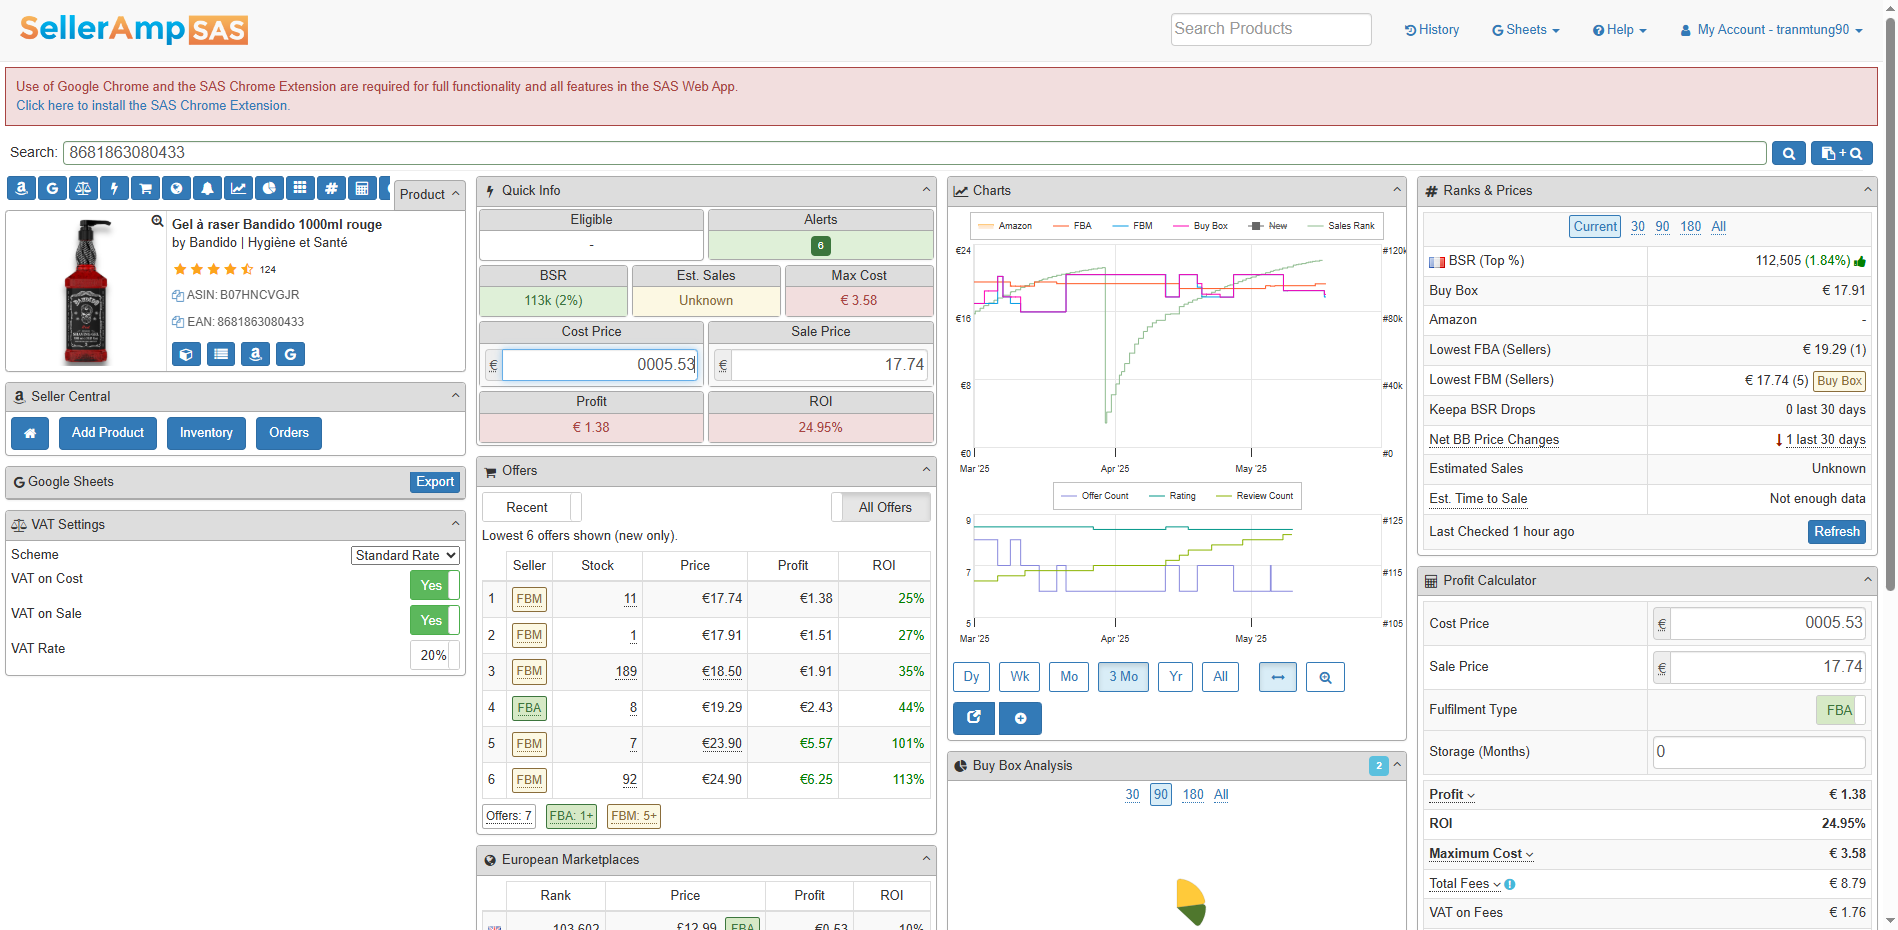 SellerAmp SAS
Search Products
History
Sheets
Help
My Account - tranmtung90
Use of Google Chrome and the SAS Chrome Extension are required for full functionality and all features in the SAS Web App.
Click here to install the SAS Chrome Extension.
Search: 8681863080433
+
Product
Gel à raser Bandido 1000ml rouge
by Bandido | Hygiène et Santé
124
ASIN: B07HNCVGJR
EAN: 8681863080433
Seller Central
Add Product
Inventory
Orders
Google Sheets
Export
VAT Settings
Scheme
Standard Rate
VAT on Cost
Yes
VAT on Sale
Yes
VAT Rate
20%
Quick Info
Eligible
Alerts
-
6
BSR
Est. Sales
Max Cost
113k (2%)
Unknown
€ 3.58
Cost Price
Sale Price
€ 0005.53
€ 17.74
Profit
ROI
€ 1.38
24.95%
Offers
Recent
All Offers
Lowest 6 offers shown (new only).
Seller Stock Price Profit ROI
1 FBM 11 €17.74 €1.38 25%
2 FBM 1 €17.91 €1.51 27%
3 FBM 189 €18.50 €1.91 35%
4 FBA 8 €19.29 €2.43 44%
5 FBM 7 €23.90 €5.57 101%
6 FBM 92 €24.90 €6.25 113%
Offers: 7
FBA: 1+
FBM: 5+
European Marketplaces
Rank Price Profit ROI
103,602 £12.99 FBA €0.53 10%
Charts
Amazon FBA FBM Buy Box New Sales Rank
€24
€16
€8
€0
#120k
#80k
#40k
#0
Mar '25
Apr '25
May '25
Offer Count Rating Review Count
9
7
5
#125
#115
#105
Mar '25
Apr '25
May '25
Dy
Wk
Mo
3 Mo
Yr
All
Buy Box Analysis
2
30 90 180 All
Ranks & Prices
Current 30 90 180 All
BSR (Top %) 112,505 (1.84%)
Buy Box € 17.91
Amazon -
Lowest FBA (Sellers) € 19.29 (1)
Lowest FBM (Sellers) € 17.74 (5) Buy Box
Keepa BSR Drops 0 last 30 days
Net BB Price Changes 1 last 30 days
Estimated Sales Unknown
Est. Time to Sale Not enough data
Last Checked 1 hour ago Refresh
Profit Calculator
Cost Price € 0005.53
Sale Price € 17.74
Fulfilment Type FBA
Storage (Months) 0
Profit € 1.38
ROI 24.95%
Maximum Cost € 3.58
Total Fees € 8.79
VAT on Fees € 1.76